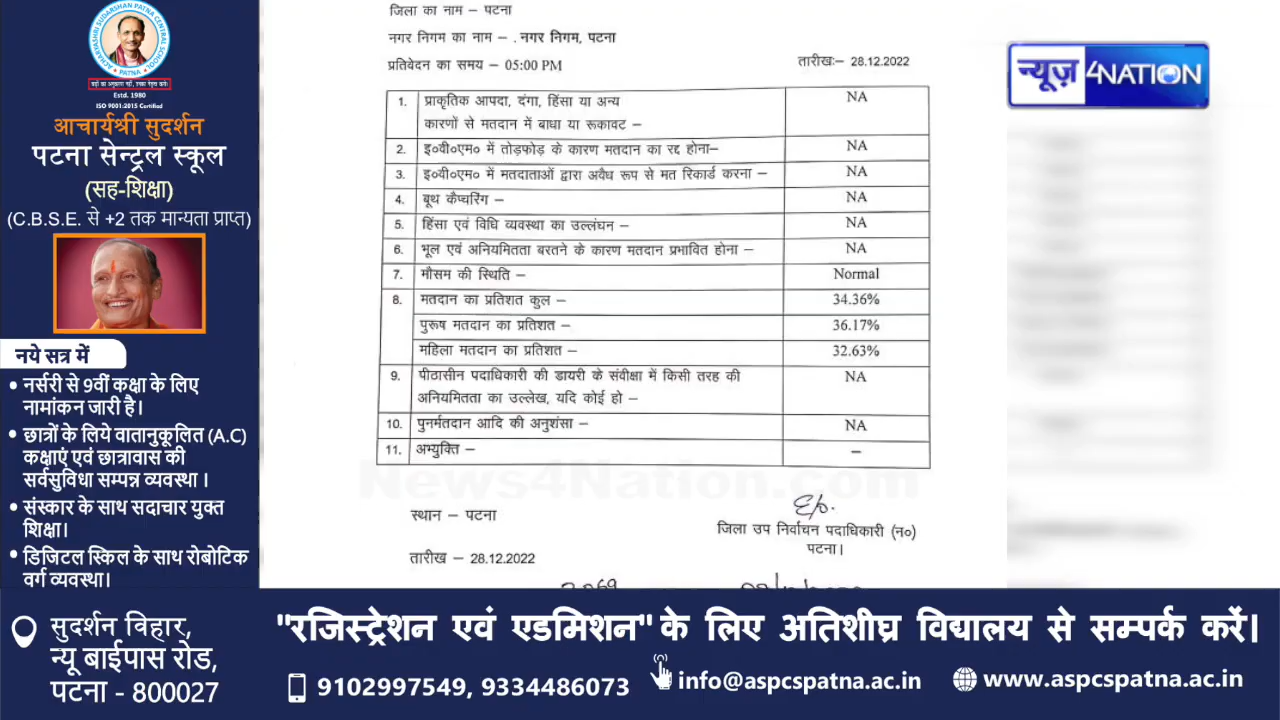 ACHARYASHRI SUDARSHAN PATNA CENTRAL SCHOOL
PATNA
Estd. 1980
ISO 9001:2015 Certified
आचार्यश्री सुदर्शन
पटना सेन्ट्रल स्कूल
(सह-शिक्षा)
(C.B.S.E. से +2 तक मान्यता प्राप्त)
नये सत्र में
• नर्सरी से 9वीं कक्षा के लिए
नामांकन जारी है।
• छात्रों के लिये वातानुकूलित (A.C)
कक्षाएं एवं छात्रावास की
सर्वसुविधा सम्पन्न व्यवस्था ।
• संस्कार के साथ सदाचार युक्त
शिक्षा।
• डिजिटल स्किल के साथ रोबोटिक
वर्ग व्यवस्था।
जिला का नाम – पटना
नगर निगम का नाम – . नगर निगम, पटना
प्रतिवेदन का समय – 05:00 PM
तारीखः– 28.12.2022
1. प्राकृतिक आपदा, दंगा, हिंसा या अन्य NA
कारणों से मतदान में बाधा या रूकावट –
2. इ०वी०एम० में तोड़फोड़ के कारण मतदान का रद्द होना– NA
3. इ०वी०एम० में मतदाताओं द्वारा अवैध रूप से मत रिकार्ड करना – NA
4. बूथ कैप्चरिंग – NA
5. हिंसा एवं विधि व्यवस्था का उल्लंघन – NA
6. भूल एवं अनियमितता बरतने के कारण मतदान प्रभावित होना – NA
7. मौसम की स्थिति – Normal
8. मतदान का प्रतिशत कुल – 34.36%
पुरूष मतदान का प्रतिशत – 36.17%
महिला मतदान का प्रतिशत – 32.63%
9. पीठासीन पदाधिकारी की डायरी के संवीक्षा में किसी तरह की NA
अनियमितता का उल्लेख, यदि कोई हो –
10. पुनर्मतदान आदि की अनुशंसा – NA
11. अभ्युक्ति – –
News4Nation.com
स्थान – पटना
जिला उप निर्वाचन पदाधिकारी (न०)
पटना।
तारीख – 28.12.2022
न्यूज़ 4NATION
सुदर्शन विहार,
न्यू बाईपास रोड,
पटना - 800027
"रजिस्ट्रेशन एवं एडमिशन" के लिए अतिशीघ्र विद्यालय से सम्पर्क करें।
9102997549, 9334486073
info@aspcspatna.ac.in
www.aspcspatna.ac.in